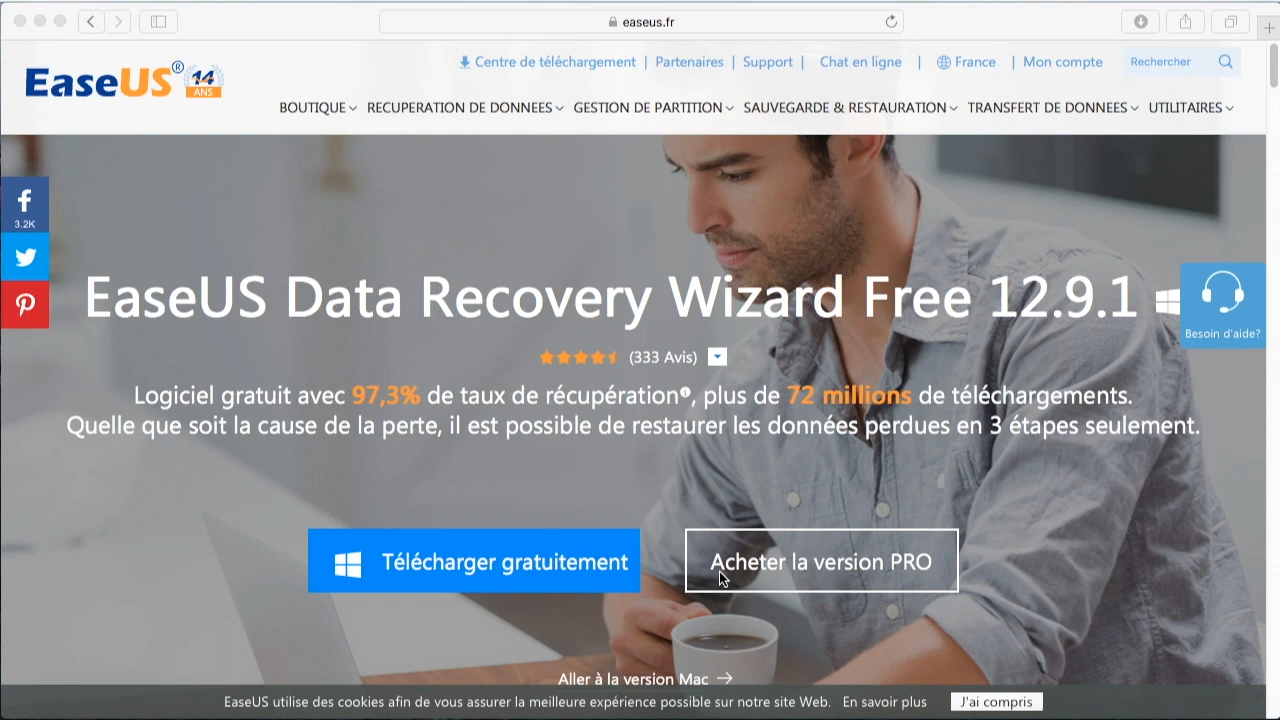 easeus.fr
EaseUS® 14 ANS
Centre de téléchargement | Partenaires | Support | Chat en ligne | France | Mon compte
Rechercher
BOUTIQUE RECUPERATION DE DONNEES GESTION DE PARTITION SAUVEGARDE & RESTAURATION TRANSFERT DE DONNEES UTILITAIRES
3.2K
EaseUS Data Recovery Wizard Free 12.9.1
Besoin d'aide?
(333 Avis)
Logiciel gratuit avec 97,3% de taux de récupération, plus de 72 millions de téléchargements.
Quelle que soit la cause de la perte, il est possible de restaurer les données perdues en 3 étapes seulement.
Télécharger gratuitement
Acheter la version PRO
Aller à la version Mac →
EaseUS utilise des cookies afin de vous assurer la meilleure expérience possible sur notre site Web. En savoir plus
J'ai compris